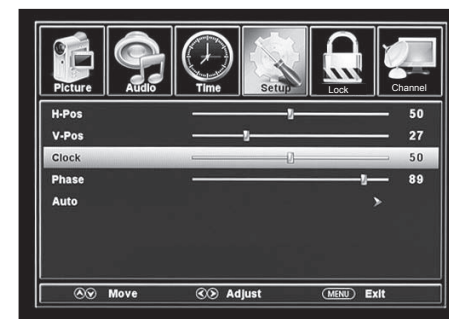 Picture Audio Time Setup Lock Channel
H-Pos 50
V-Pos 27
Clock 50
Phase 89
Auto
Move Adjust MENU Exit